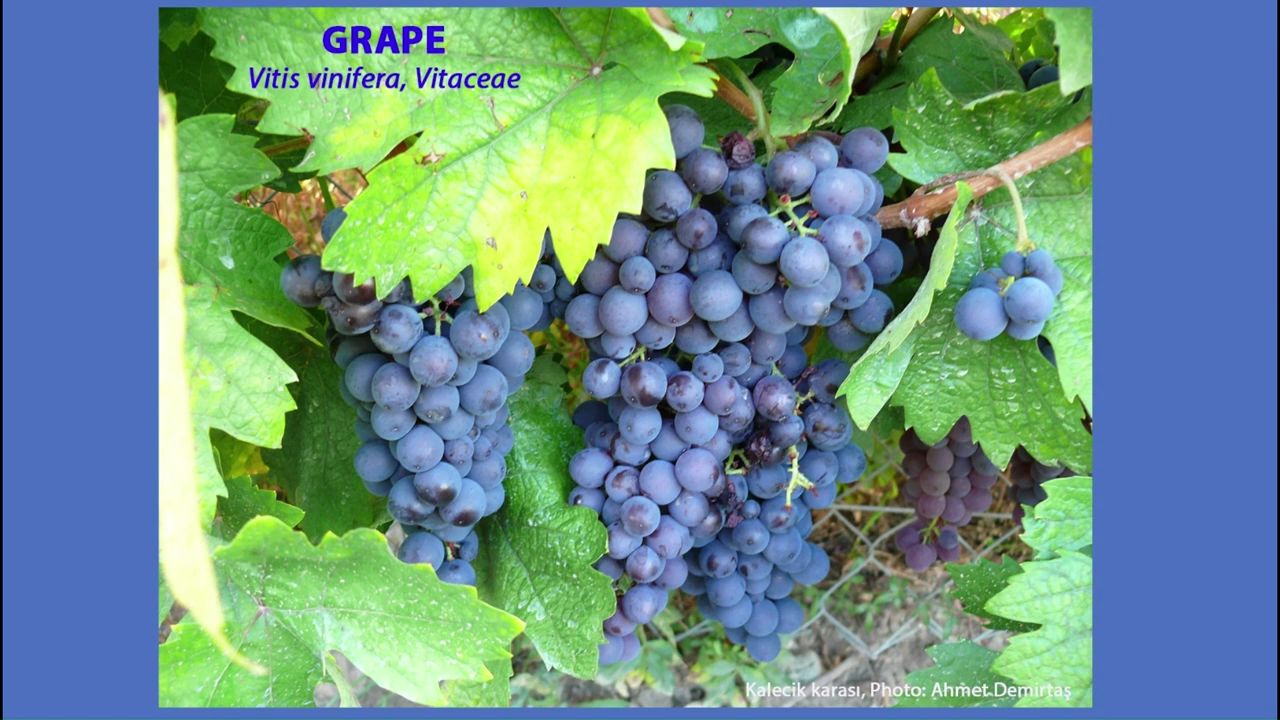 GRAPE
Vitis vinifera, Vitaceae
Kalecik karası, Photo: Ahmet Demirtaş